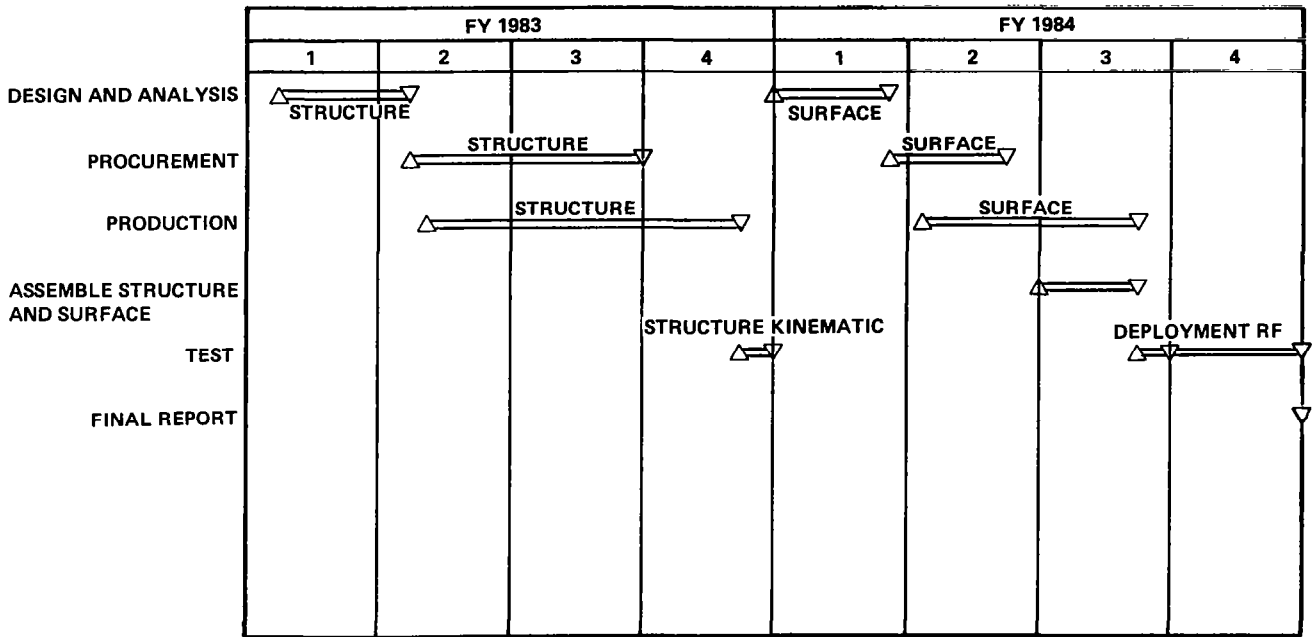 FY 1983 FY 1984
1 2 3 4 1 2 3 4
DESIGN AND ANALYSIS
STRUCTURE SURFACE
PROCUREMENT STRUCTURE SURFACE
PRODUCTION STRUCTURE SURFACE
ASSEMBLE STRUCTURE
AND SURFACE
STRUCTURE KINEMATIC DEPLOYMENT RF
TEST
FINAL REPORT